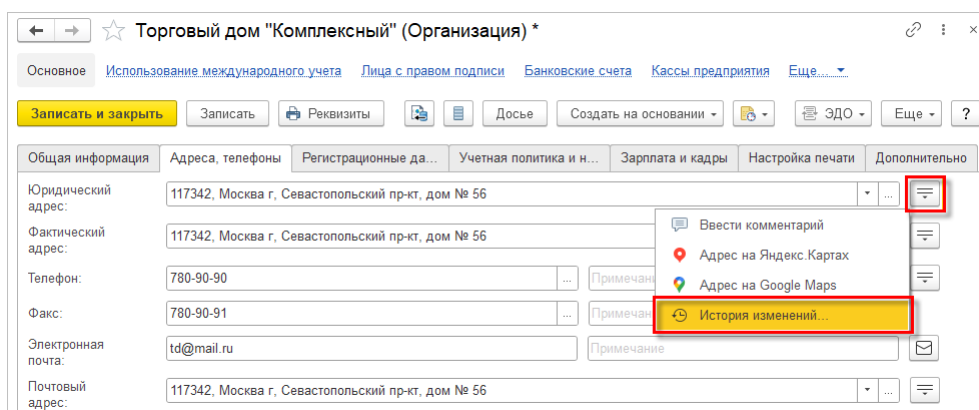 Торговый дом "Комплексный" (Организация) *
Основное Использование международного учета Лица с правом подписи Банковские счета Кассы предприятия Еще...
Записать и закрыть Записать Реквизиты Досье Создать на основании ЭДО Еще ?
Общая информация Адреса, телефоны Регистрационные да... Учетная политика и н... Зарплата и кадры Настройка печати Дополнительно
Юридический
адрес:
117342, Москва г, Севастопольский пр-кт, дом № 56 ...
Ввести комментарий
Фактический
адрес:
117342, Москва г, Севастопольский пр-кт, дом № 56
Адрес на Яндекс.Картах
Телефон:
780-90-90 ... Примечани
Адрес на Google Maps
Факс:
780-90-91 ... Примечан
История изменений...
Электронная
почта:
td@mail.ru Примечание
Почтовый
адрес:
117342, Москва г, Севастопольский пр-кт, дом № 56 ...